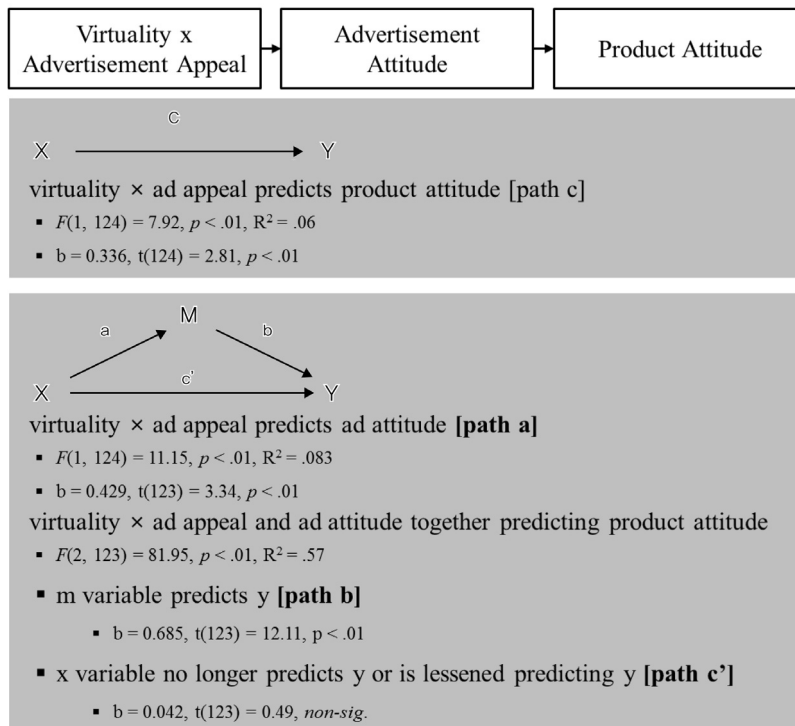 Virtuality x
Advertisement Appeal
Advertisement
Attitude
Product Attitude
C
X
Y
virtuality × ad appeal predicts product attitude [path c]
▪ F(1, 124) = 7.92, p < .01, R² = .06
▪ b = 0.336, t(124) = 2.81, p < .01
M
a
b
X
c'
Y
virtuality × ad appeal predicts ad attitude [path a]
▪ F(1, 124) = 11.15, p < .01, R² = .083
▪ b = 0.429, t(123) = 3.34, p < .01
virtuality × ad appeal and ad attitude together predicting product attitude
▪ F(2, 123) = 81.95, p < .01, R² = .57
▪ m variable predicts y [path b]
▪ b = 0.685, t(123) = 12.11, p < .01
▪ x variable no longer predicts y or is lessened predicting y [path c’]
▪ b = 0.042, t(123) = 0.49, non-sig.